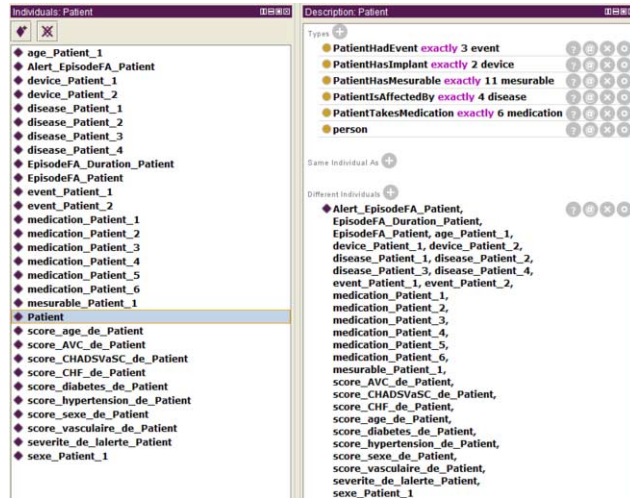 Individuals: Patient
age_Patient_1
Alert_EpisodeFA_Patient
device_Patient_1
device_Patient_2
disease_Patient_1
disease_Patient_2
disease_Patient_3
disease_Patient_4
EpisodeFA_Duration_Patient
EpisodeFA_Patient
event_Patient_1
event_Patient_2
medication_Patient_1
medication_Patient_2
medication_Patient_3
medication_Patient_4
medication_Patient_5
medication_Patient_6
mesurable_Patient_1
Patient
score_age_de_Patient
score_AVC_de_Patient
score_CHADSVaSC_de_Patient
score_CHF_de_Patient
score_diabetes_de_Patient
score_hypertension_de_Patient
score_sexe_de_Patient
score_vasculaire_de_Patient
severite_de_lalerte_Patient
sexe_Patient_1
Description: Patient
Types
PatientHadEvent exactly 3 event
PatientHasImplant exactly 2 device
PatientHasMesurable exactly 11 mesurable
PatientIsAffectedBy exactly 4 disease
PatientTakesMedication exactly 6 medication
person
Same Individual As
Different Individuals
Alert_EpisodeFA_Patient,
EpisodeFA_Duration_Patient,
EpisodeFA_Patient, age_Patient_1,
device_Patient_1, device_Patient_2,
disease_Patient_1, disease_Patient_2,
disease_Patient_3, disease_Patient_4,
event_Patient_1, event_Patient_2,
medication_Patient_1,
medication_Patient_2,
medication_Patient_3,
medication_Patient_4,
medication_Patient_5,
medication_Patient_6,
mesurable_Patient_1,
score_AVC_de_Patient,
score_CHADSVaSC_de_Patient,
score_CHF_de_Patient,
score_age_de_Patient,
score_diabetes_de_Patient,
score_hypertension_de_Patient,
score_sexe_de_Patient,
score_vasculaire_de_Patient,
severite_de_lalerte_Patient,
sexe_Patient_1